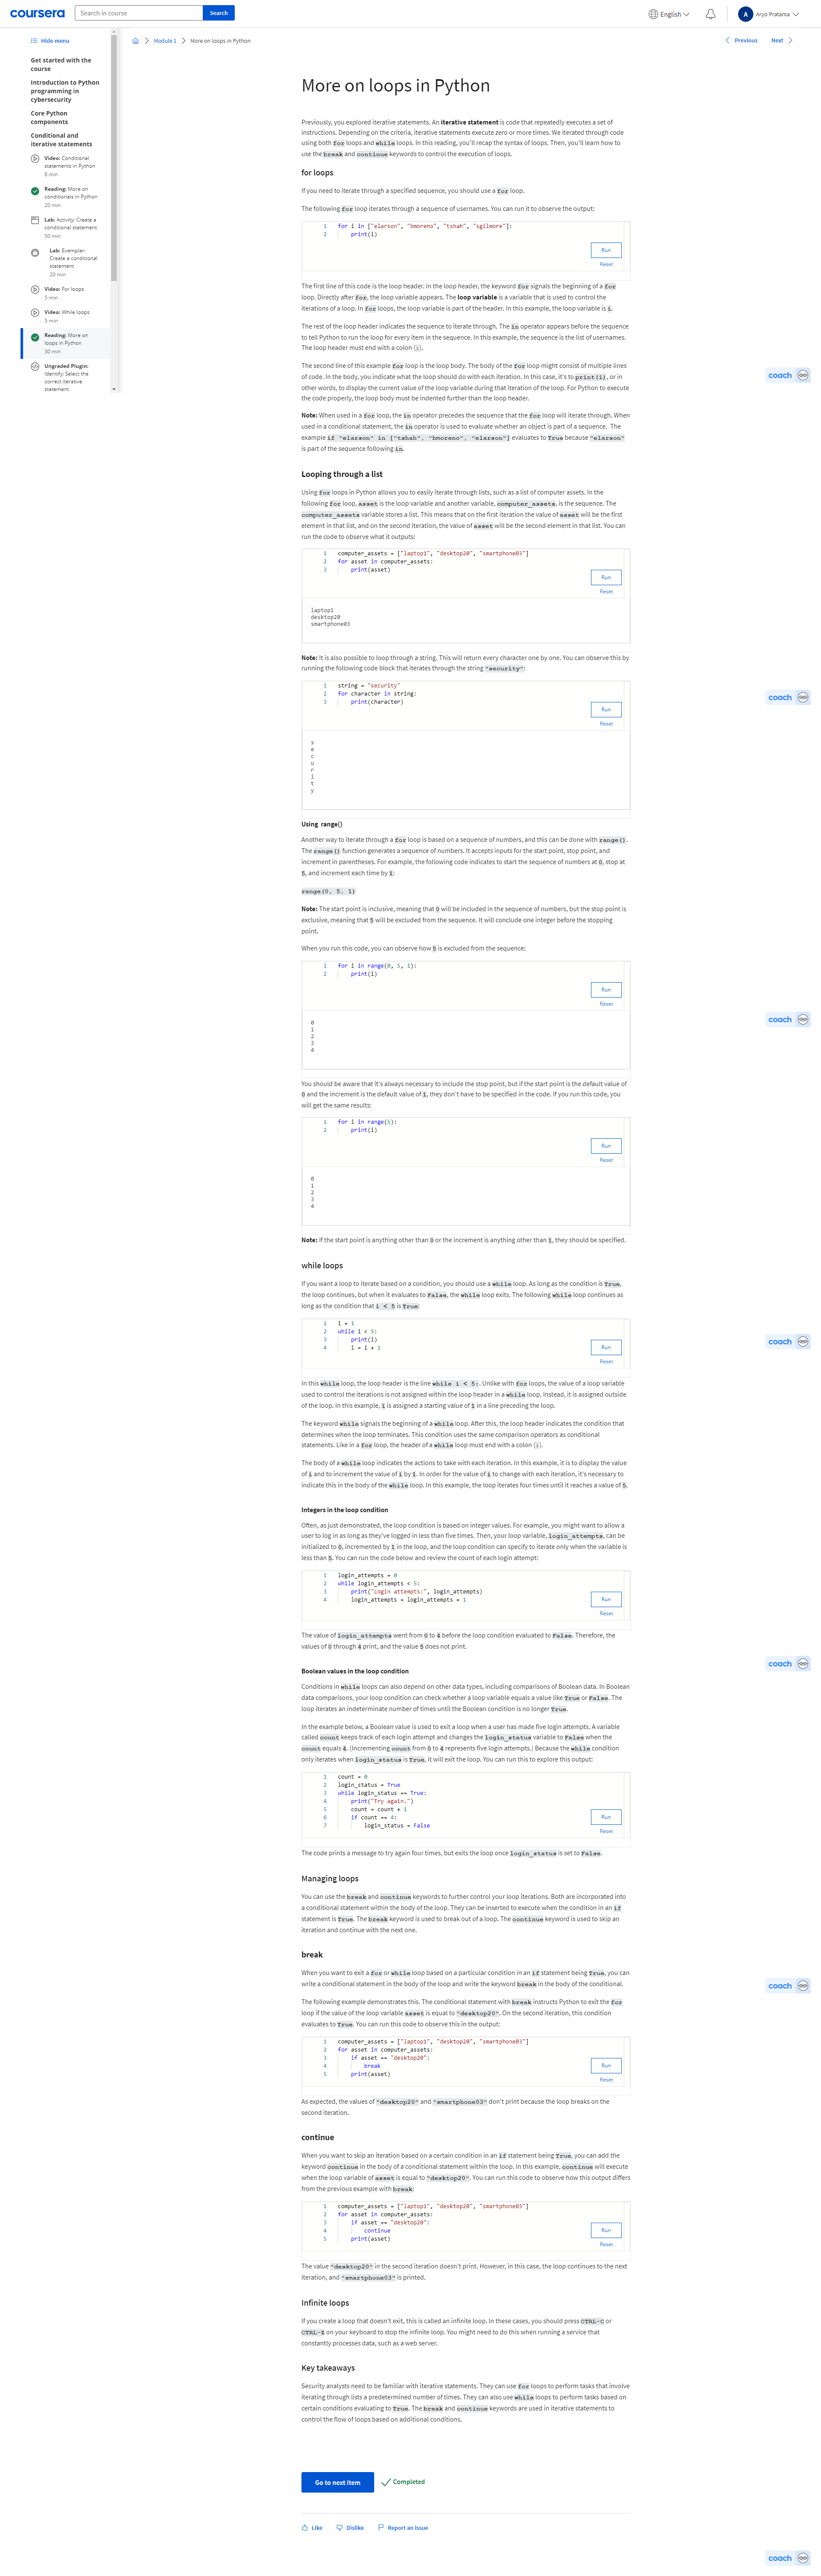 coursera
Search in course
Search
English
A
Aryo Pratama
Hide menu
Get started with the
course
Introduction to Python
programming in
cybersecurity
Core Python
components
Conditional and
iterative statements
Video: Conditional
statements in Python
8 min
Reading: More on
conditionals in Python
20 min
Lab: Activity: Create a
conditional statement
50 min
Lab: Exemplar:
Create a conditional
statement
20 min
Video: For loops
5 min
Video: While loops
5 min
Reading: More on
loops in Python
30 min
Ungraded Plugin:
Identify: Select the
correct iterative
statement
Module 1
More on loops in Python
Previous
Next
More on loops in Python
Previously, you explored iterative statements. An iterative statement is code that repeatedly executes a set of
instructions. Depending on the criteria, iterative statements execute zero or more times. We iterated through code
using both for loops and while loops. In this reading, you'll recap the syntax of loops. Then, you'll learn how to
use the break and continue keywords to control the execution of loops.
for loops
If you need to iterate through a specified sequence, you should use a for loop.
The following for loop iterates through a sequence of usernames. You can run it to observe the output:
1 for i in ["elarson", "bmoreno", "tshah", "sgilmore"]:
2 print(i)
Run
Reset
The first line of this code is the loop header. In the loop header, the keyword for signals the beginning of a for
loop. Directly after for, the loop variable appears. The loop variable is a variable that is used to control the
iterations of a loop. In for loops, the loop variable is part of the header. In this example, the loop variable is i.
The rest of the loop header indicates the sequence to iterate through. The in operator appears before the sequence
to tell Python to run the loop for every item in the sequence. In this example, the sequence is the list of usernames.
The loop header must end with a colon (:).
The second line of this example for loop is the loop body. The body of the for loop might consist of multiple lines
of code. In the body, you indicate what the loop should do with each iteration. In this case, it's to print(i), or in
other words, to display the current value of the loop variable during that iteration of the loop. For Python to execute
the code properly, the loop body must be indented further than the loop header.
Note: When used in a for loop, the in operator precedes the sequence that the for loop will iterate through. When
used in a conditional statement, the in operator is used to evaluate whether an object is part of a sequence. The
example if "elarson" in ["tshah", "bmoreno", "elarson"] evaluates to True because "elarson"
is part of the sequence following in.
Looping through a list
Using for loops in Python allows you to easily iterate through lists, such as a list of computer assets. In the
following for loop, asset is the loop variable and another variable, computer_assets, is the sequence. The
computer_assets variable stores a list. This means that on the first iteration the value of asset will be the first
element in that list, and on the second iteration, the value of asset will be the second element in that list. You can
run the code to observe what it outputs:
1 computer_assets = ["laptop1", "desktop20", "smartphone03"]
2 for asset in computer_assets:
3 print(asset)
Run
Reset
laptop1
desktop20
smartphone03
Note: It is also possible to loop through a string. This will return every character one by one. You can observe this by
running the following code block that iterates through the string "security":
1 string = "security"
2 for character in string:
3 print(character)
Run
Reset
s
e
c
u
r
i
t
y
Using range()
Another way to iterate through a for loop is based on a sequence of numbers, and this can be done with range().
The range() function generates a sequence of numbers. It accepts inputs for the start point, stop point, and
increment in parentheses. For example, the following code indicates to start the sequence of numbers at 0, stop at
5, and increment each time by 1:
range(0, 5, 1)
Note: The start point is inclusive, meaning that 0 will be included in the sequence of numbers, but the stop point is
exclusive, meaning that 5 will be excluded from the sequence. It will conclude one integer before the stopping
point.
When you run this code, you can observe how 5 is excluded from the sequence:
1 for i in range(0, 5, 1):
2 print(i)
Run
Reset
0
1
2
3
4
You should be aware that it's always necessary to include the stop point, but if the start point is the default value of
0 and the increment is the default value of 1, they don't have to be specified in the code. If you run this code, you
will get the same results:
1 for i in range(5):
2 print(i)
Run
Reset
0
1
2
3
4
Note: If the start point is anything other than 0 or the increment is anything other than 1, they should be specified.
while loops
If you want a loop to iterate based on a condition, you should use a while loop. As long as the condition is True,
the loop continues, but when it evaluates to False, the while loop exits. The following while loop continues as
long as the condition that i < 5 is True:
1 i = 1
2 while i < 5:
3 print(i)
4 i = i + 1
Run
Reset
In this while loop, the loop header is the line while i < 5:. Unlike with for loops, the value of a loop variable
used to control the iterations is not assigned within the loop header in a while loop. Instead, it is assigned outside
of the loop. In this example, i is assigned a starting value of 1 in a line preceding the loop.
The keyword while signals the beginning of a while loop. After this, the loop header indicates the condition that
determines when the loop terminates. This condition uses the same comparison operators as conditional
statements. Like in a for loop, the header of a while loop must end with a colon (:).
The body of a while loop indicates the actions to take with each iteration. In this example, it is to display the value
of i and to increment the value of i by 1. In order for the value of i to change with each iteration, it's necessary to
indicate this in the body of the while loop. In this example, the loop iterates four times until it reaches a value of 5.
Integers in the loop condition
Often, as just demonstrated, the loop condition is based on integer values. For example, you might want to allow a
user to log in as long as they've logged in less than five times. Then, your loop variable, login_attempts, can be
initialized to 0, incremented by 1 in the loop, and the loop condition can specify to iterate only when the variable is
less than 5. You can run the code below and review the count of each login attempt:
1 login_attempts = 0
2 while login_attempts < 5:
3 print("Login attempts:", login_attempts)
4 login_attempts = login_attempts + 1
Run
Reset
The value of login_attempts went from 0 to 4 before the loop condition evaluated to False. Therefore, the
values of 0 through 4 print, and the value 5 does not print.
Boolean values in the loop condition
Conditions in while loops can also depend on other data types, including comparisons of Boolean data. In Boolean
data comparisons, your loop condition can check whether a loop variable equals a value like True or False. The
loop iterates an indeterminate number of times until the Boolean condition is no longer True.
In the example below, a Boolean value is used to exit a loop when a user has made five login attempts. A variable
called count keeps track of each login attempt and changes the login_status variable to False when the
count equals 4. (Incrementing count from 0 to 4 represents five login attempts.) Because the while condition
only iterates when login_status is True, it will exit the loop. You can run this to explore this output:
1 count = 0
2 login_status = True
3 while login_status == True:
4 print("Try again.")
5 count = count + 1
6 if count == 4:
7 login_status = False
Run
Reset
The code prints a message to try again four times, but exits the loop once login_status is set to False.
Managing loops
You can use the break and continue keywords to further control your loop iterations. Both are incorporated into
a conditional statement within the body of the loop. They can be inserted to execute when the condition in an if
statement is True. The break keyword is used to break out of a loop. The continue keyword is used to skip an
iteration and continue with the next one.
break
When you want to exit a for or while loop based on a particular condition in an if statement being True, you can
write a conditional statement in the body of the loop and write the keyword break in the body of the conditional.
The following example demonstrates this. The conditional statement with break instructs Python to exit the for
loop if the value of the loop variable asset is equal to "desktop20". On the second iteration, this condition
evaluates to True. You can run this code to observe this in the output:
1 computer_assets = ["laptop1", "desktop20", "smartphone03"]
2 for asset in computer_assets:
3 if asset == "desktop20":
4 break
5 print(asset)
Run
Reset
As expected, the values of "desktop20" and "smartphone03" don't print because the loop breaks on the
second iteration.
continue
When you want to skip an iteration based on a certain condition in an if statement being True, you can add the
keyword continue in the body of a conditional statement within the loop. In this example, continue will execute
when the loop variable of asset is equal to "desktop20". You can run this code to observe how this output differs
from the previous example with break:
1 computer_assets = ["laptop1", "desktop20", "smartphone03"]
2 for asset in computer_assets:
3 if asset == "desktop20":
4 continue
5 print(asset)
Run
Reset
The value "desktop20" in the second iteration doesn't print. However, in this case, the loop continues to the next
iteration, and "smartphone03" is printed.
Infinite loops
If you create a loop that doesn't exit, this is called an infinite loop. In these cases, you should press CTRL-C or
CTRL-Z on your keyboard to stop the infinite loop. You might need to do this when running a service that
constantly processes data, such as a web server.
Key takeaways
Security analysts need to be familiar with iterative statements. They can use for loops to perform tasks that involve
iterating through lists a predetermined number of times. They can also use while loops to perform tasks based on
certain conditions evaluating to True. The break and continue keywords are used in iterative statements to
control the flow of loops based on additional conditions.
Go to next item
Completed
Like
Dislike
Report an issue
coach
coach
coach
coach
coach
coach
coach